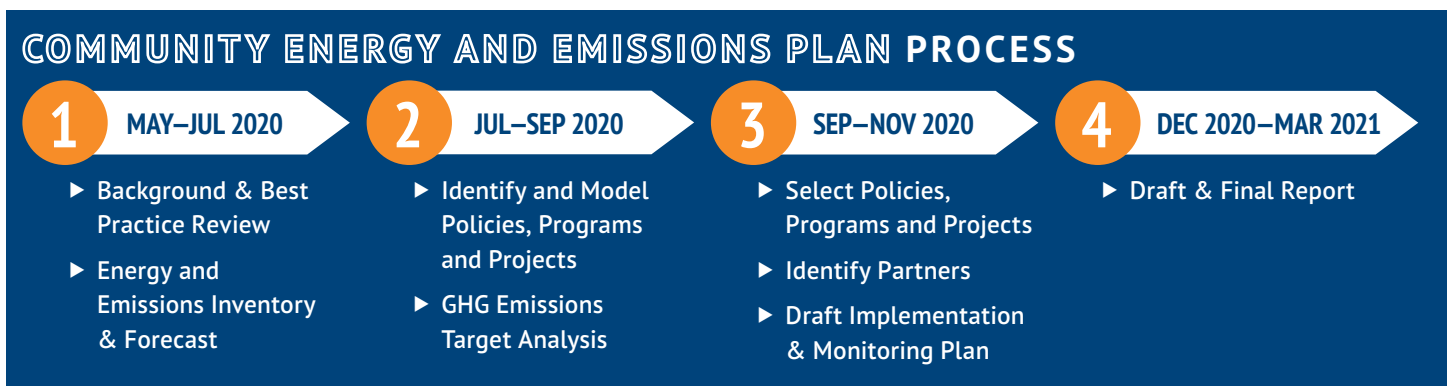 COMMUNITY ENERGY AND EMISSIONS PLAN PROCESS
1 MAY–JUL 2020
Background & Best
Practice Review
Energy and
Emissions Inventory
& Forecast
2 JUL–SEP 2020
Identify and Model
Policies, Programs
and Projects
GHG Emissions
Target Analysis
3 SEP–NOV 2020
Select Policies,
Programs and Projects
Identify Partners
Draft Implementation
& Monitoring Plan
4 DEC 2020–MAR 2021
Draft & Final Report